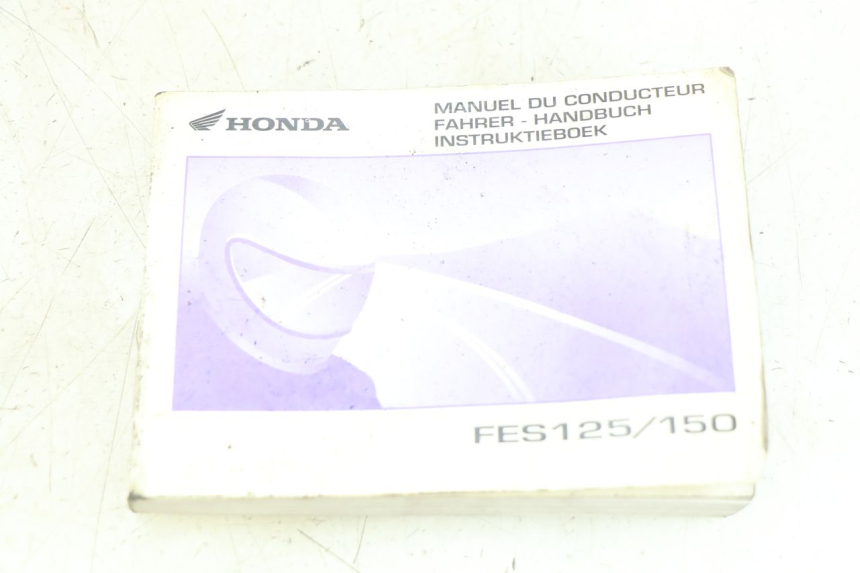 HONDA
MANUEL DU CONDUCTEUR
FAHRER - HANDBUCH
INSTRUKTIEBOEK
FES125/150